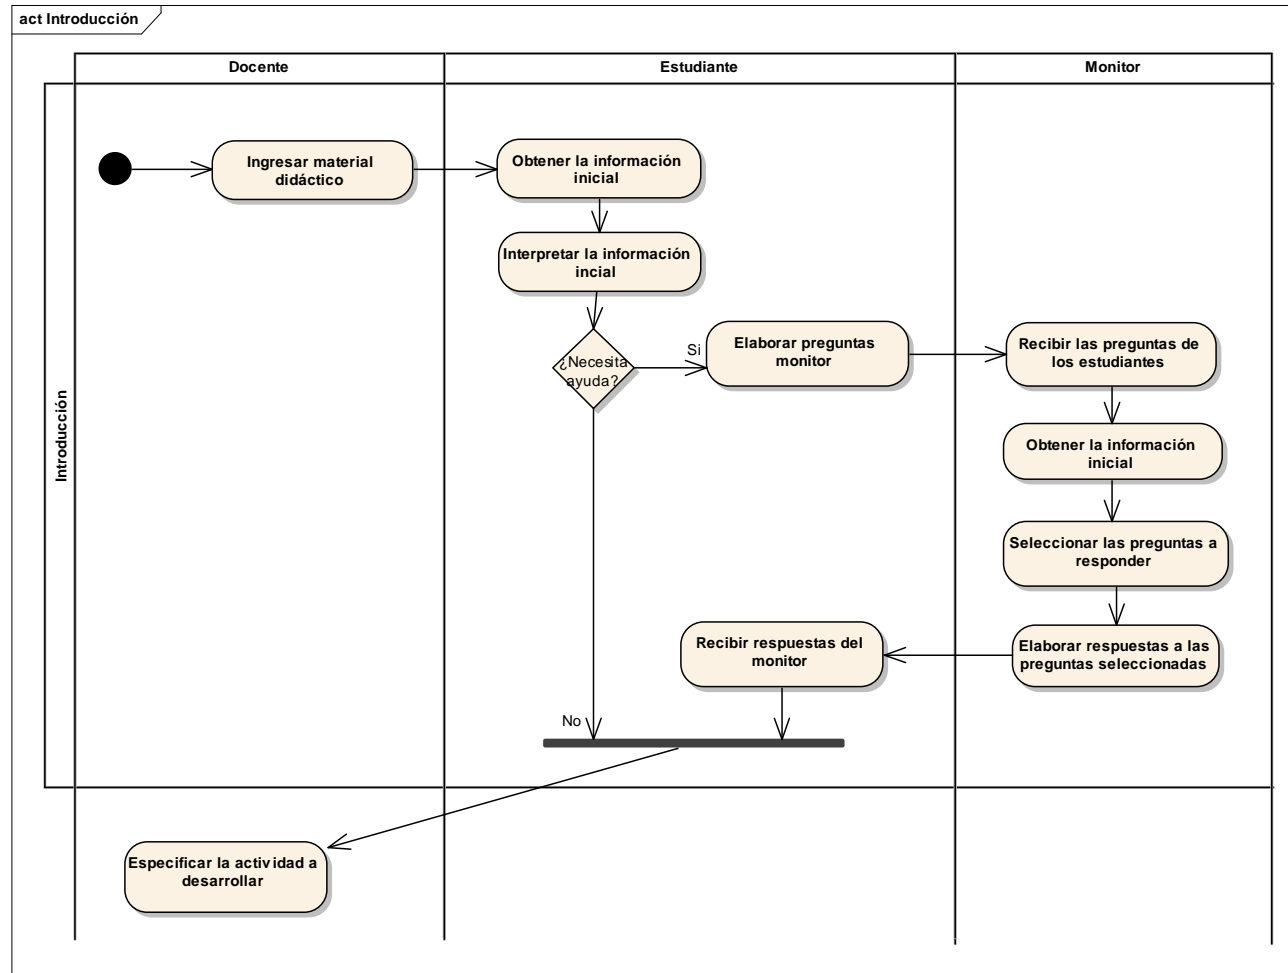 act Introducción
Docente
Estudiante
Monitor
Introducción
Ingresar material
didáctico
Obtener la información
inicial
Interpretar la información
incial
¿Necesita
ayuda?
Si
Elaborar preguntas
monitor
Recibir las preguntas de
los estudiantes
Obtener la información
inicial
Seleccionar las preguntas a
responder
Elaborar respuestas a las
preguntas seleccionadas
Recibir respuestas del
monitor
No
Especificar la actividad a
desarrollar